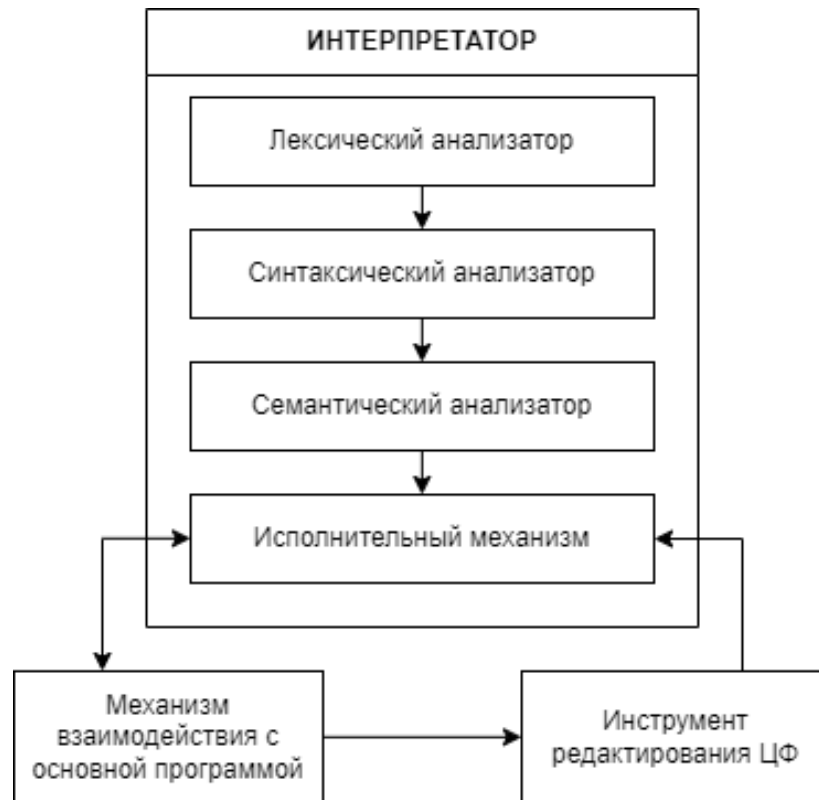 ИНТЕРПРЕТАТОР
Лексический анализатор
Синтаксический анализатор
Семантический анализатор
Исполнительный механизм
Механизм
взаимодействия с
основной программой
Инструмент
редактирования ЦФ